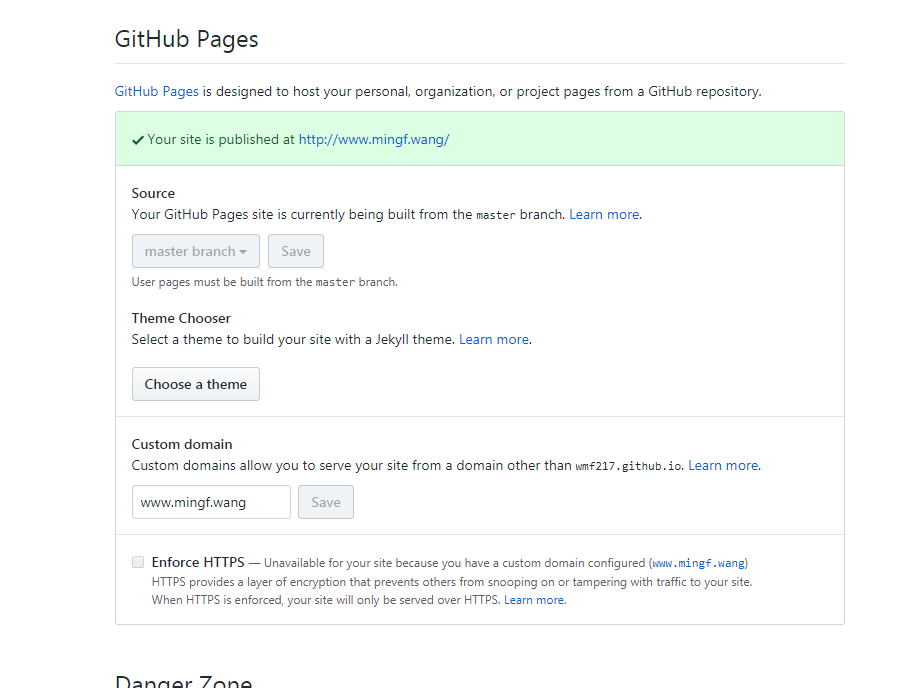 GitHub Pages
GitHub Pages is designed to host your personal, organization, or project pages from a GitHub repository.
Your site is published at http://www.mingf.wang/
Source
Your GitHub Pages site is currently being built from the master branch. Learn more.
master branch Save
User pages must be built from the master branch.
Theme Chooser
Select a theme to build your site with a Jekyll theme. Learn more.
Choose a theme
Custom domain
Custom domains allow you to serve your site from a domain other than wmf217.github.io. Learn more.
www.mingf.wang Save
Enforce HTTPS — Unavailable for your site because you have a custom domain configured (www.mingf.wang)
HTTPS provides a layer of encryption that prevents others from snooping on or tampering with traffic to your site.
When HTTPS is enforced, your site will only be served over HTTPS. Learn more.
Danger Zone